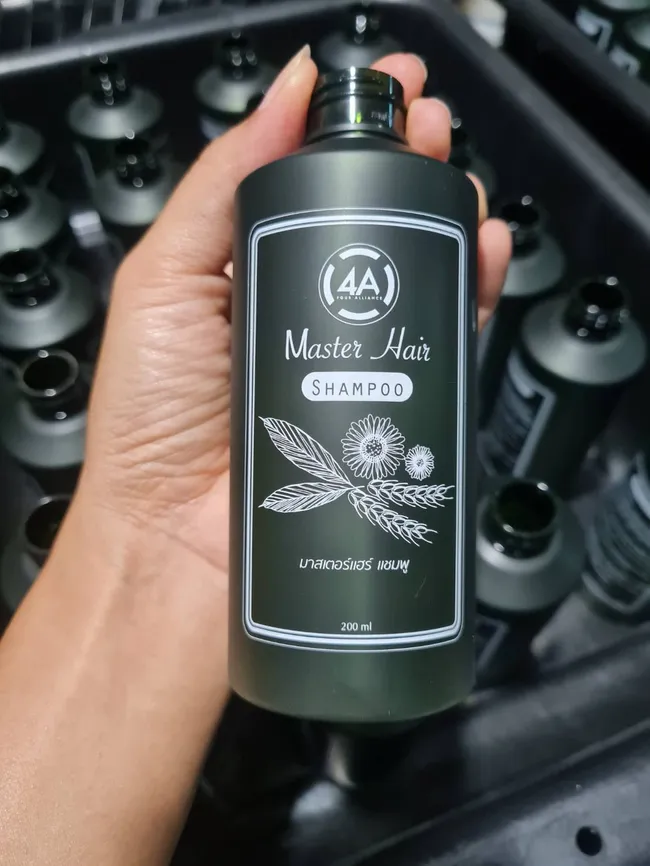 4A
FOUR ALLIANCE
Master Hair
SHAMPOO
มาสเตอร์แฮร์ แชมพู
200 ml